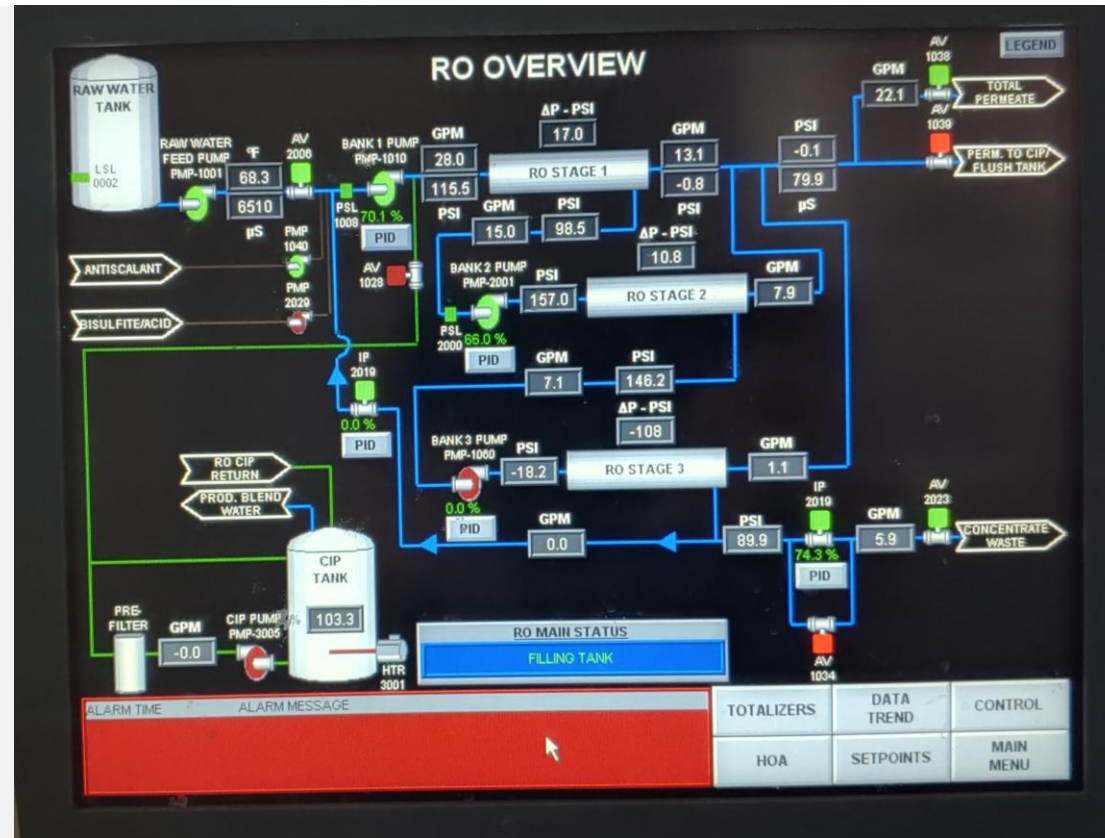 RO OVERVIEW
LEGEND
RAW WATER
TANK
LSL
0002
RAW WATER
FEED PUMP
PMP-1001
°F
68.3
6510
µS
AV
2006
PSL
1008
BANK 1 PUMP
PMP-1010
70.1 %
PID
GPM
28.0
115.5
PSI
ΔP - PSI
17.0
RO STAGE 1
GPM
13.1
-0.8
PSI
PSI
-0.1
79.9
µS
GPM
22.1
AV
1038
TOTAL
PERMEATE
AV
1039
PERM. TO CIP/
FLUSH TANK
GPM
15.0
PSI
98.5
ANTISCALANT
PMP
1040
BISULFITE/ACID
PMP
2029
AV
1028
BANK 2 PUMP
PMP-2001
PSL
2000
66.0 %
PID
PSI
157.0
ΔP - PSI
10.8
RO STAGE 2
GPM
7.9
GPM
7.1
PSI
146.2
IP
2019
0.0 %
PID
BANK 3 PUMP
PMP-1060
0.0 %
PID
PSI
-18.2
ΔP - PSI
-108
RO STAGE 3
GPM
1.1
GPM
0.0
PSI
89.9
IP
2019
74.3 %
PID
GPM
5.9
AV
2023
CONCENTRATE
WASTE
AV
1034
RO CIP
RETURN
PROD. BLEND
WATER
CIP
TANK
%
103.3
HTR
3001
PRE-
FILTER
GPM
-0.0
CIP PUMP
PMP-3005
RO MAIN STATUS
FILLING TANK
ALARM TIME ALARM MESSAGE
TOTALIZERS
DATA
TREND
CONTROL
HOA
SETPOINTS
MAIN
MENU